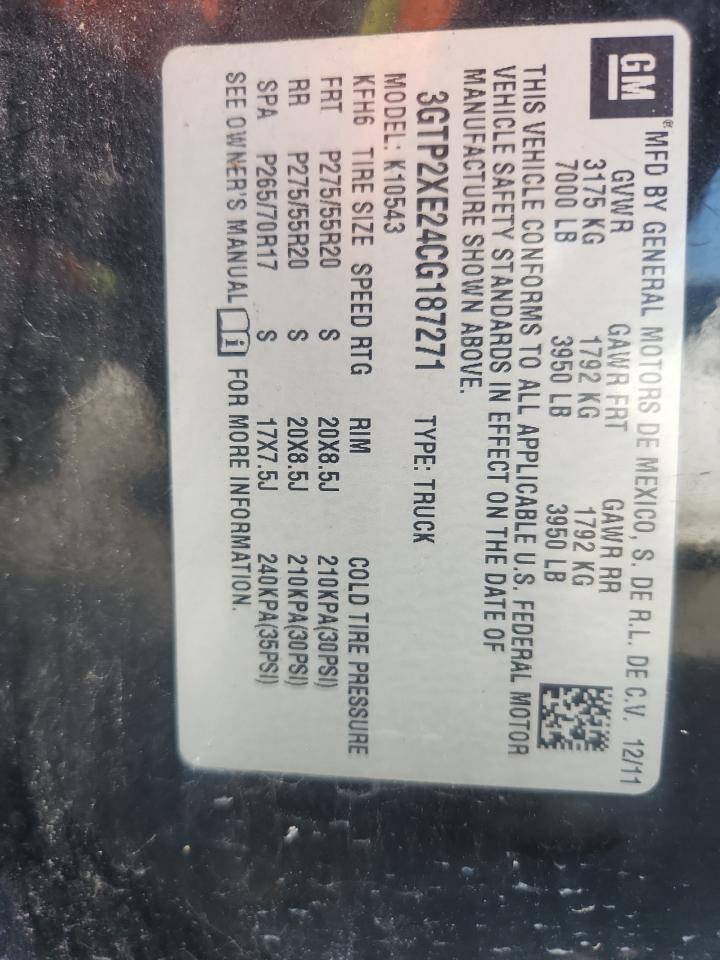 GM
®MFD BY GENERAL MOTORS DE MEXICO, S. DE R.L. DE C.V. 12/11
GVWR GAWR FRT GAWR RR
3175 KG 1792 KG 1792 KG
7000 LB 3950 LB 3950 LB
THIS VEHICLE CONFORMS TO ALL APPLICABLE U.S. FEDERAL MOTOR
VEHICLE SAFETY STANDARDS IN EFFECT ON THE DATE OF
MANUFACTURE SHOWN ABOVE.
3GTP2XE24CG187271 TYPE: TRUCK
MODEL: K10543
KFH6 TIRE SIZE SPEED RTG RIM COLD TIRE PRESSURE
FRT P275/55R20 S 20X8.5J 210KPA(30PSI)
RR P275/55R20 S 20X8.5J 210KPA(30PSI)
SPA P265/70R17 S 17X7.5J 240KPA(35PSI)
SEE OWNER'S MANUAL i FOR MORE INFORMATION.